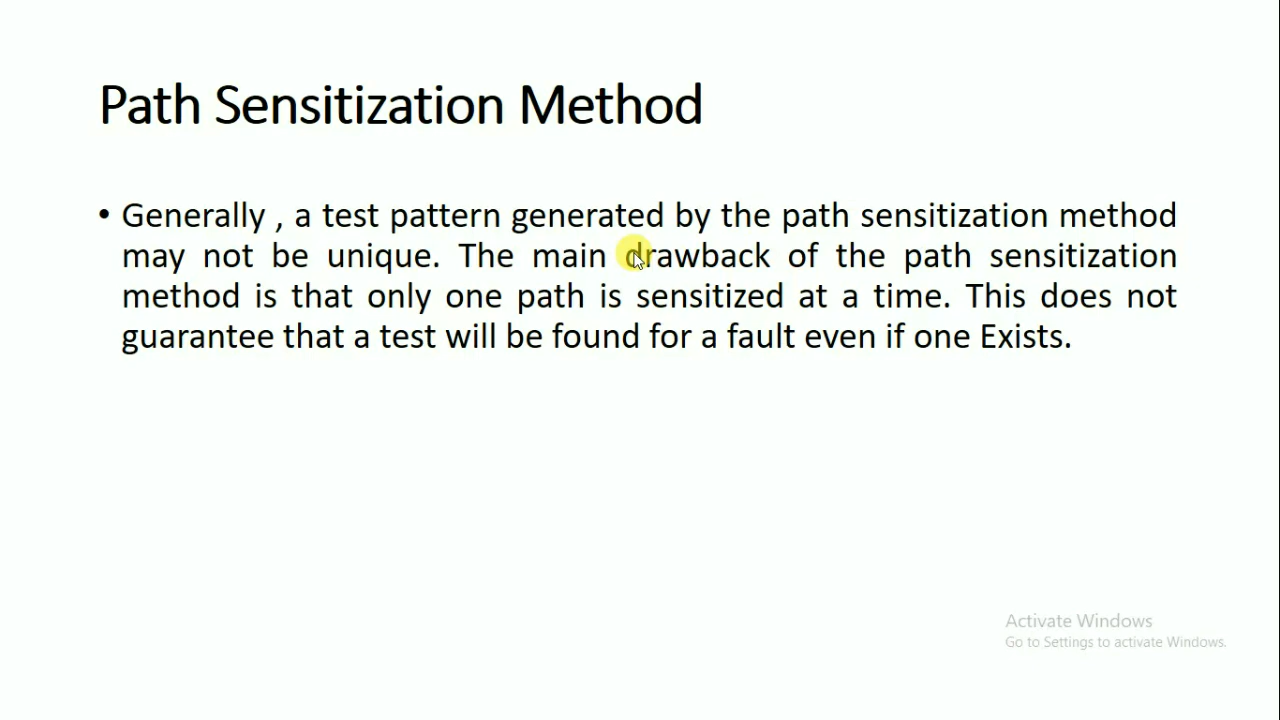 Path Sensitization Method
• Generally , a test pattern generated by the path sensitization method
may not be unique. The main drawback of the path sensitization
method is that only one path is sensitized at a time. This does not
guarantee that a test will be found for a fault even if one Exists.
Activate Windows
Go to Settings to activate Windows.